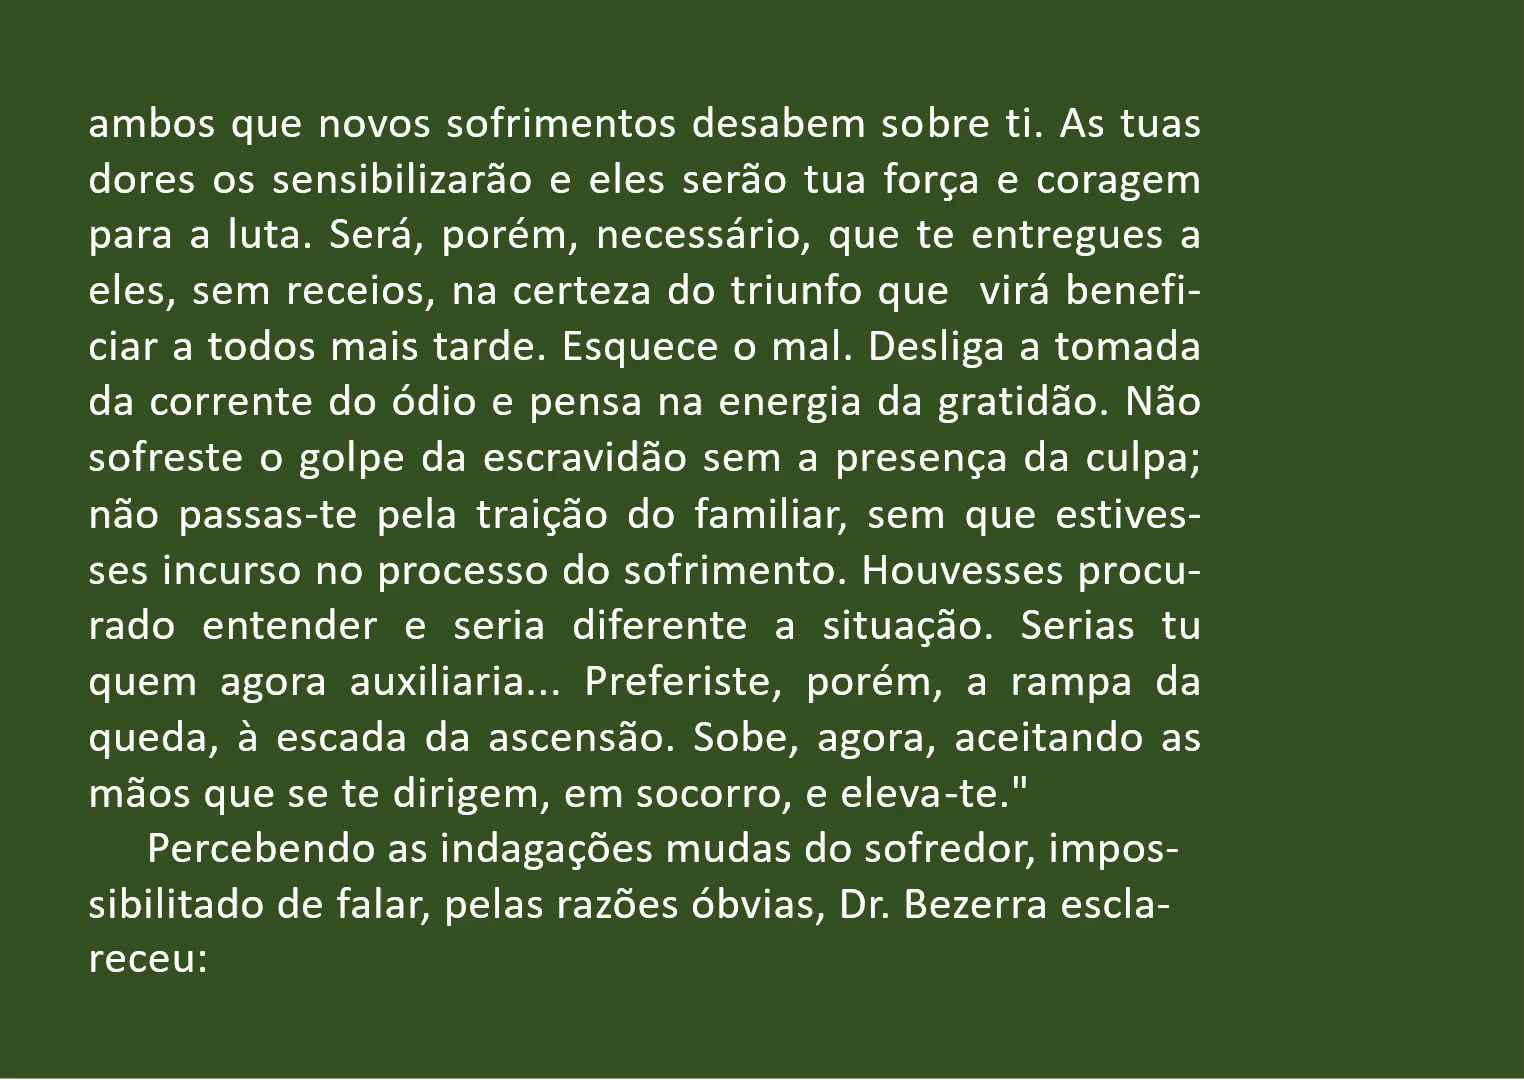 ambos que novos sofrimentos desabem sobre ti. As tuas
dores os sensibilizarão e eles serão tua força e coragem
para a luta. Será, porém, necessário, que te entregues a
eles, sem receios, na certeza do triunfo que  virá benefi-
ciar a todos mais tarde. Esquece o mal. Desliga a tomada
da corrente do ódio e pensa na energia da gratidão. Não
sofreste o golpe da escravidão sem a presença da culpa;
não passas-te pela traição do familiar, sem que estives-
ses incurso no processo do sofrimento. Houvesses procu-
rado entender e seria diferente a situação. Serias tu
quem agora auxiliaria... Preferiste, porém, a rampa da
queda, à escada da ascensão. Sobe, agora, aceitando as
mãos que se te dirigem, em socorro, e eleva-te."
Percebendo as indagações mudas do sofredor, impos-
sibilitado de falar, pelas razões óbvias, Dr. Bezerra escla-
receu: